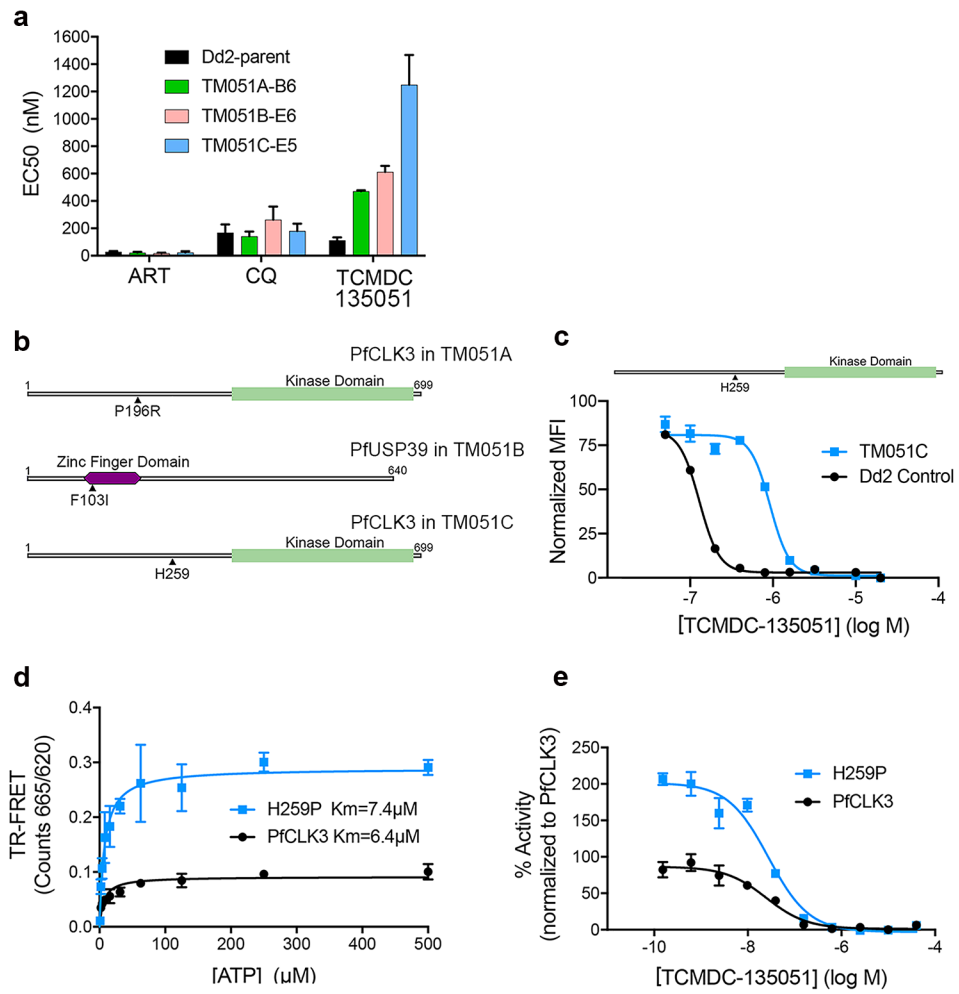 a
1600
1400
1200
1000
800
600
400
200
0
EC50 (nM)
Dd2-parent
TM051A-B6
TM051B-E6
TM051C-E5
ART
CQ
TCMDC
135051
b
PfCLK3 in TM051A
1
Kinase Domain
699
P196R
PfUSP39 in TM051B
1
Zinc Finger Domain
640
F103I
PfCLK3 in TM051C
1
Kinase Domain
699
H259
c
Kinase Domain
H259
100
75
50
25
0
Normalized MFI
TM051C
Dd2 Control
-7
-6
-5
-4
[TCMDC-135051] (log M)
d
0.4
0.3
0.2
0.1
0.0
TR-FRET
(Counts 665/620)
H259P Km=7.4μM
PfCLK3 Km=6.4μM
0
100
200
300
400
500
[ATP] (μM)
e
250
200
150
100
50
0
% Activity
(normalized to PfCLK3)
H259P
PfCLK3
-10
-8
-6
-4
[TCMDC-135051] (log M)